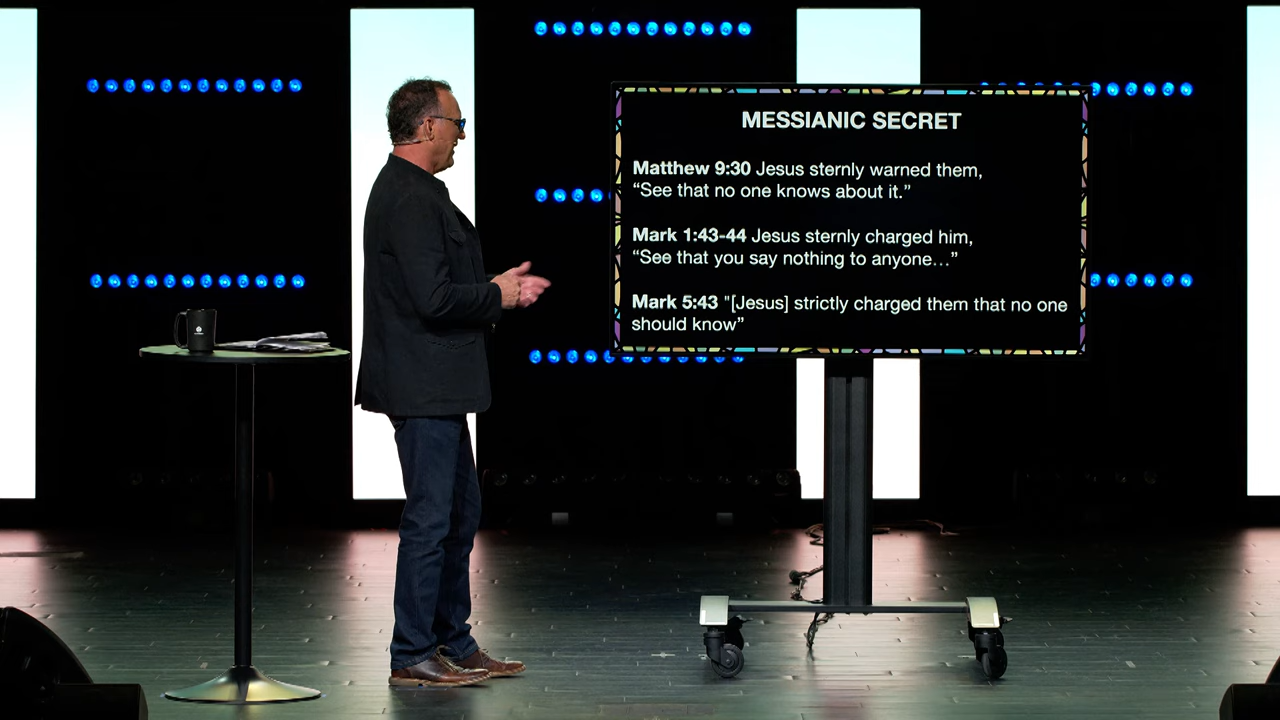 MESSIANIC SECRET
Matthew 9:30 Jesus sternly warned them,
“See that no one knows about it.”
Mark 1:43-44 Jesus sternly charged him,
“See that you say nothing to anyone…”
Mark 5:43 "[Jesus] strictly charged them that no one
should know”